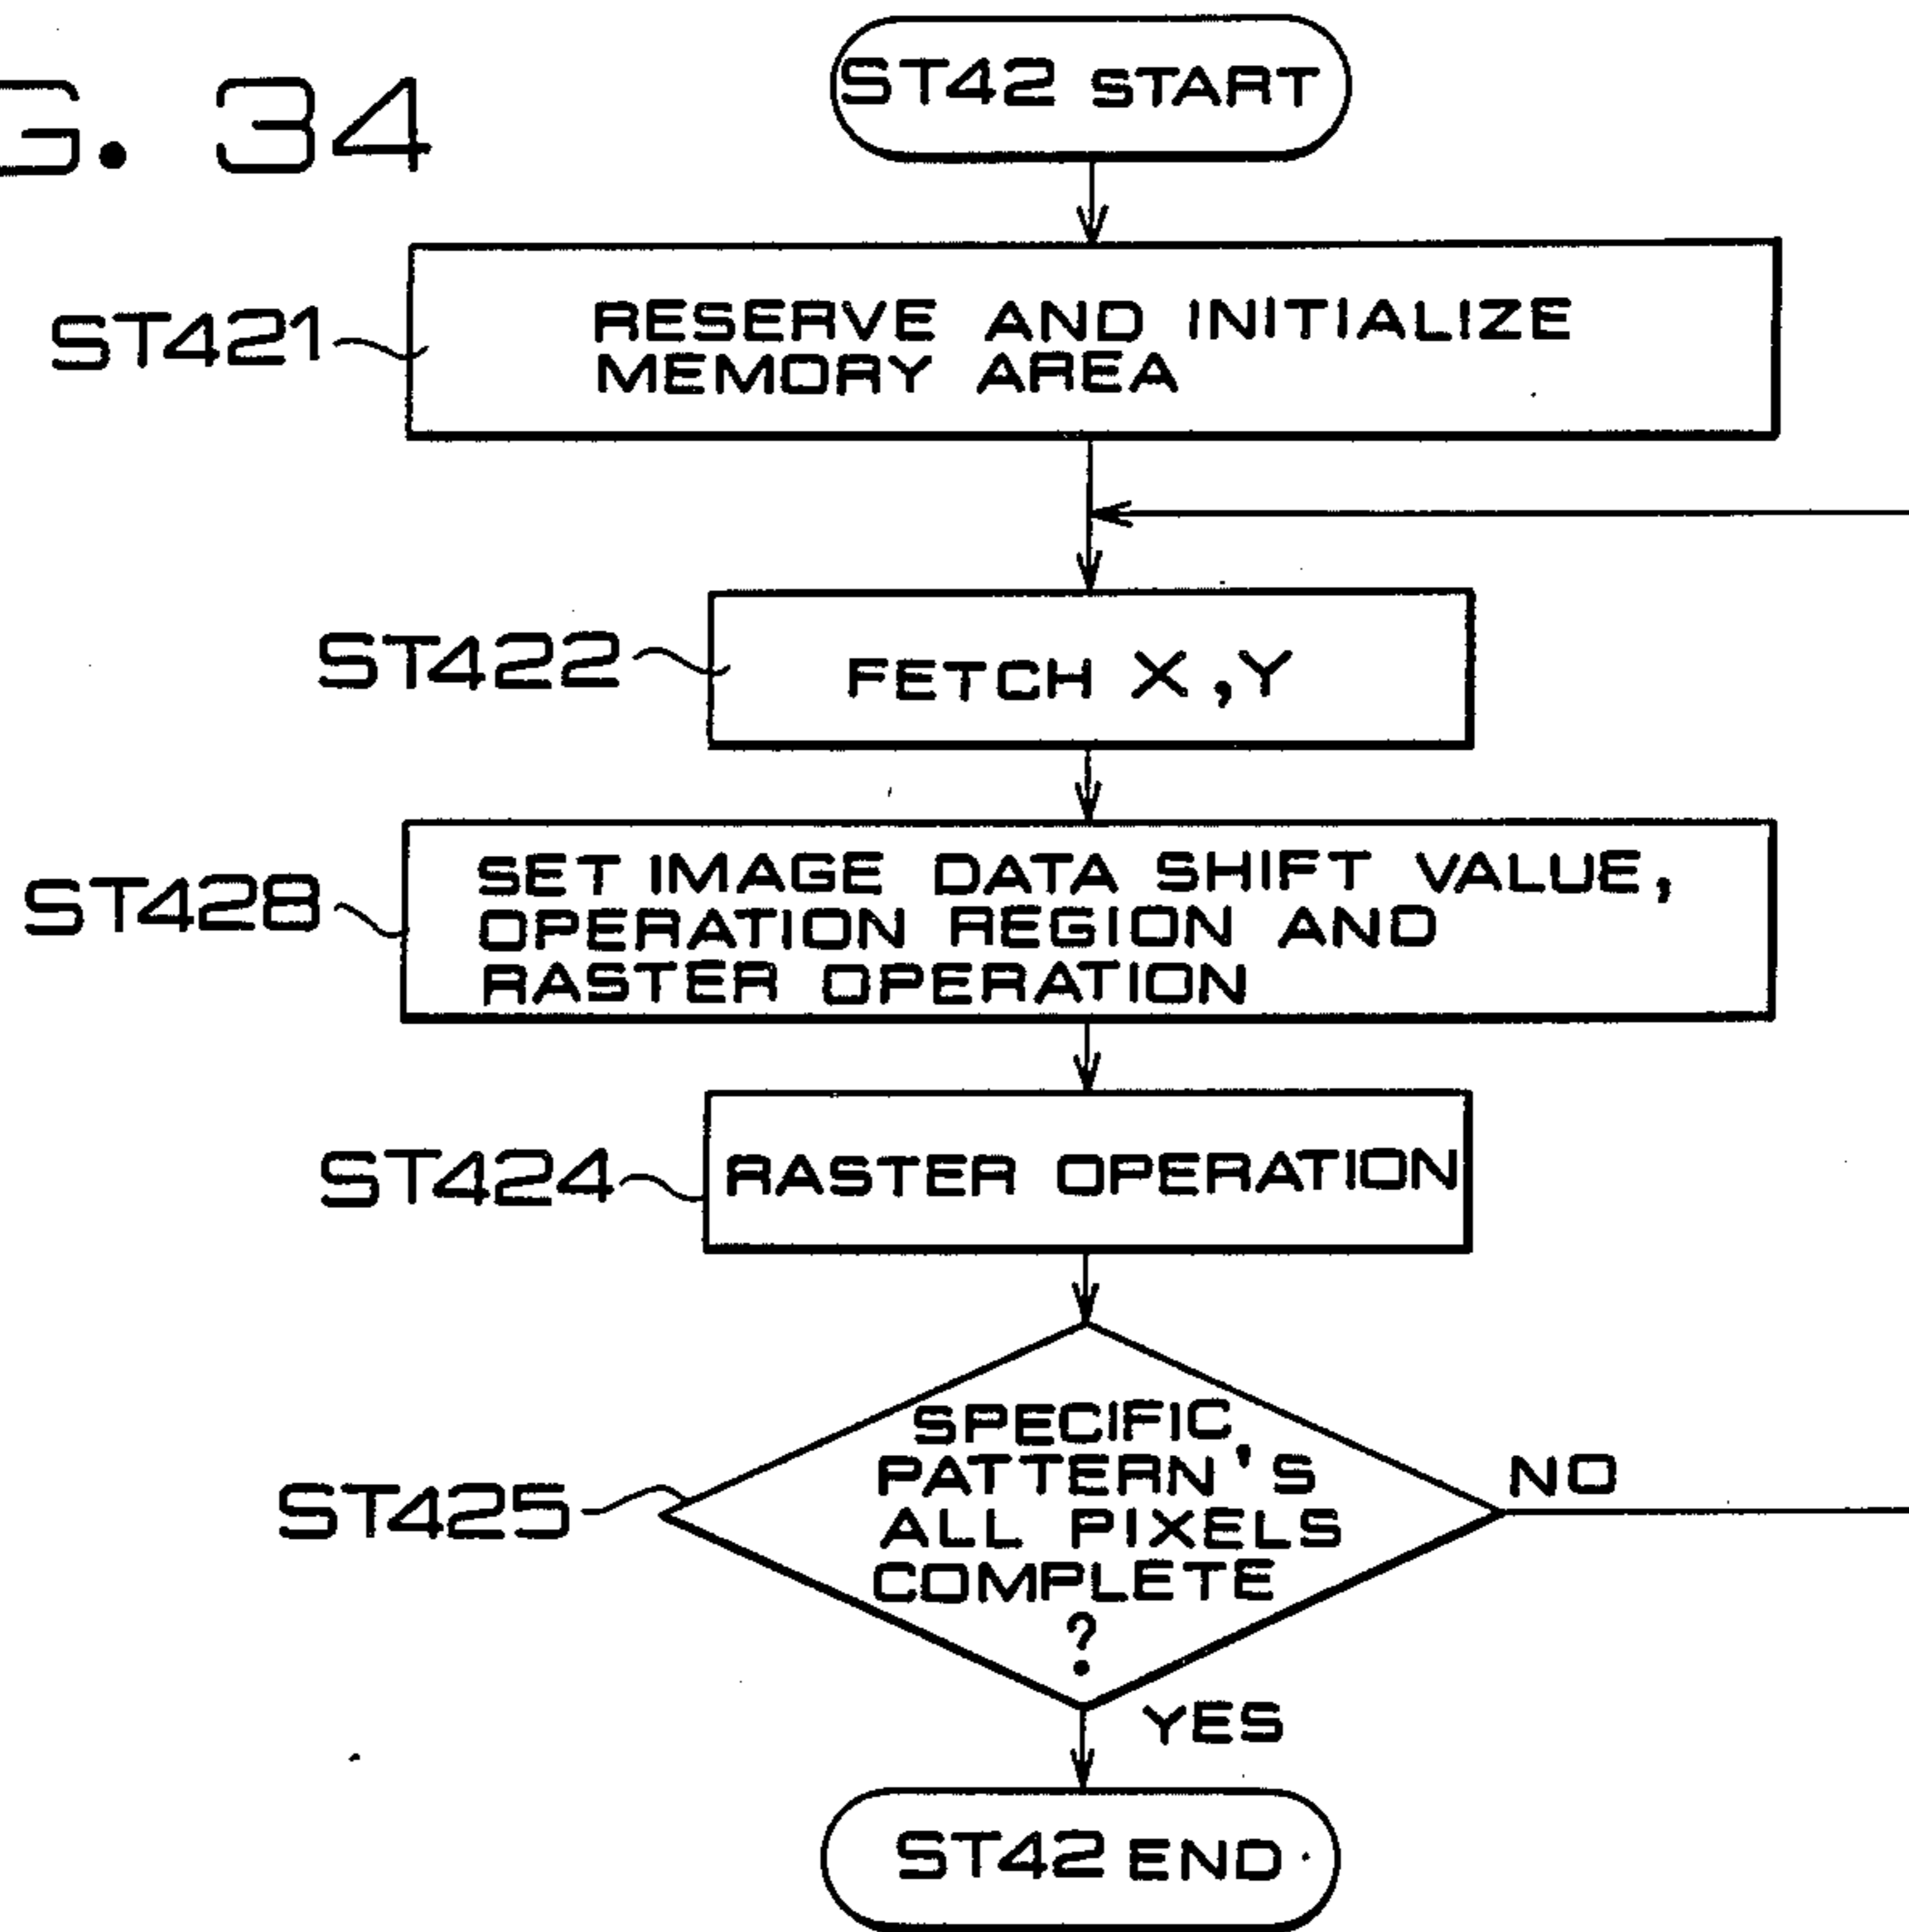 G. 34
ST42 START
ST421
RESERVE AND INITIALIZE
MEMORY AREA
ST422
FETCH X,Y
ST428
SET IMAGE DATA SHIFT VALUE,
OPERATION REGION AND
RASTER OPERATION
ST424
RASTER OPERATION
ST425
SPECIFIC
PATTERN'S
ALL PIXELS
COMPLETE
?
NO
YES
ST42 END